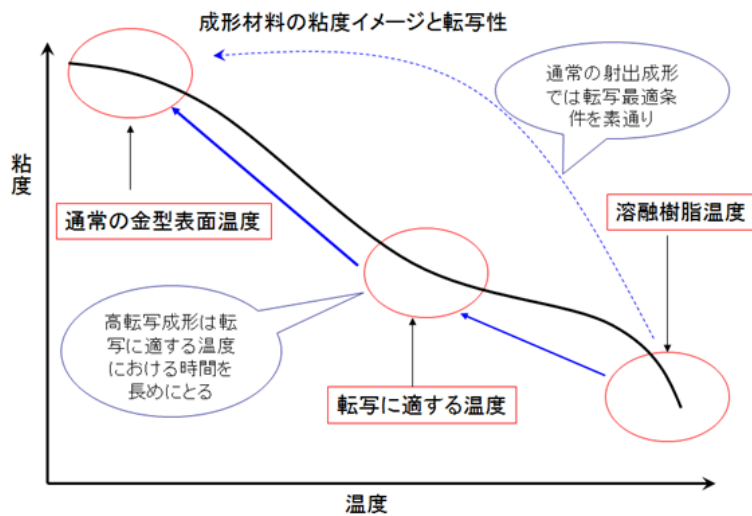 成形材料の粘度イメージと転写性
通常の射出成形
では転写最適条
件を素通り
粘度
通常の金型表面温度
溶融樹脂温度
高転写成形は転
写に適する温度
における時間を
長めにとる
転写に適する温度
温度